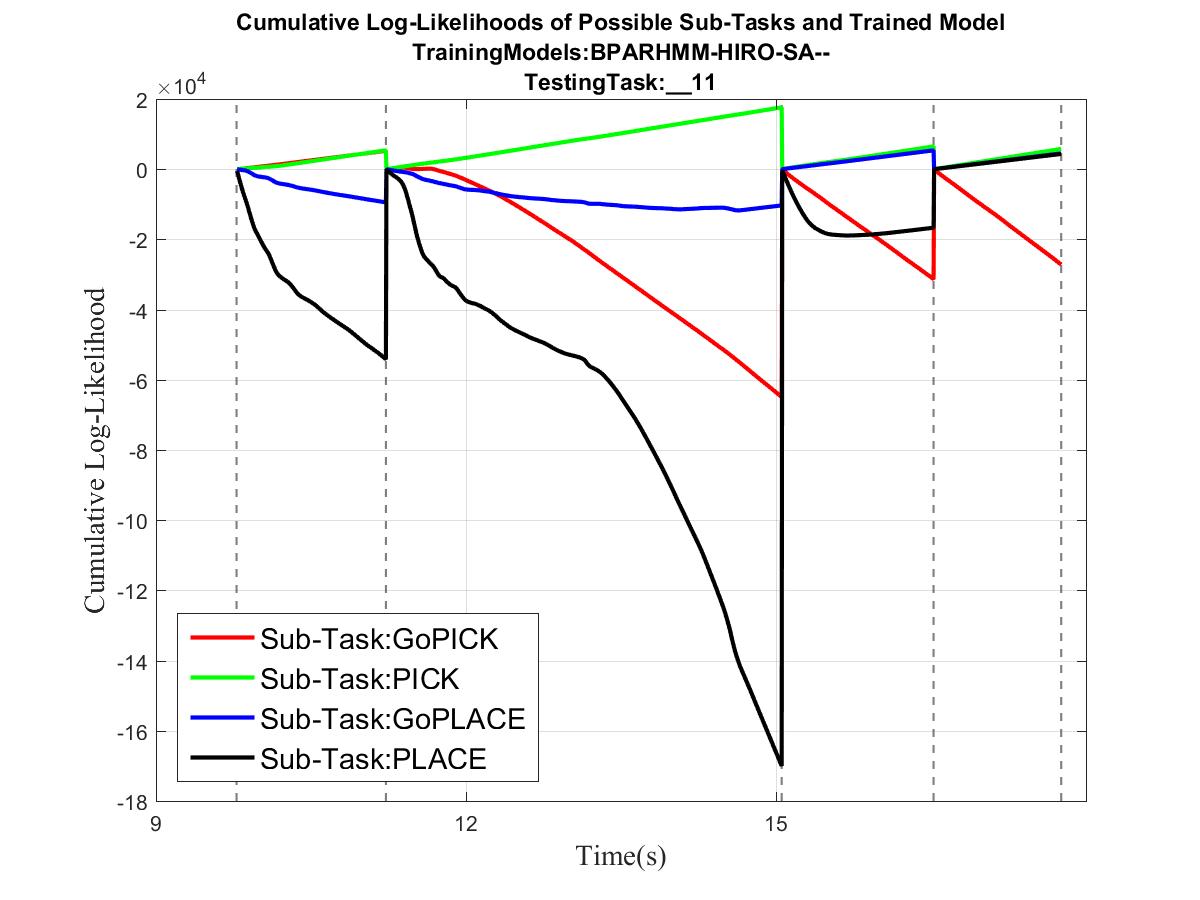 Cumulative Log-Likelihoods of Possible Sub-Tasks and Trained Model
TrainingModels:BPARHMM-HIRO-SA--
TestingTask:__11
×10^4
2
0
-2
-4
-6
-8
-10
-12
-14
-16
-18
Cumulative Log-Likelihood
Sub-Task:GoPICK
Sub-Task:PICK
Sub-Task:GoPLACE
Sub-Task:PLACE
9 12 15
Time(s)